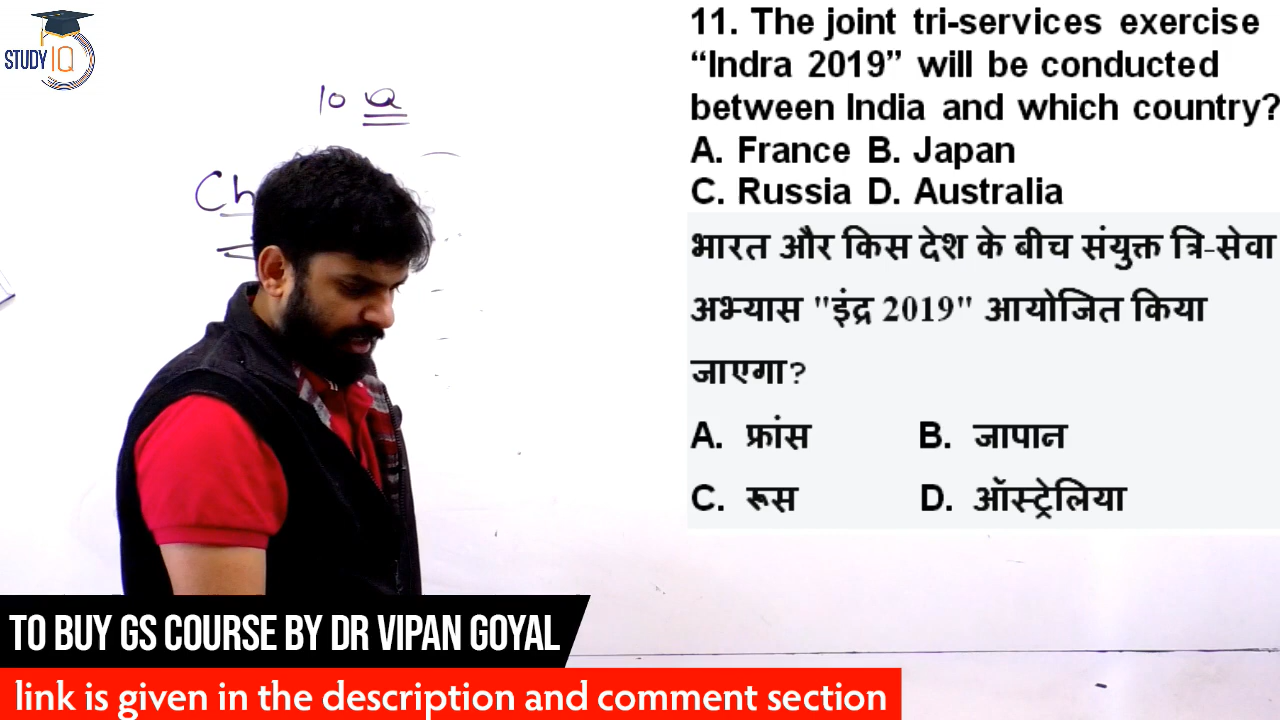 STUDY IQ
10 Q
Ch
11. The joint tri-services exercise
“Indra 2019” will be conducted
between India and which country?
A. France B. Japan
C. Russia D. Australia
भारत और किस देश के बीच संयुक्त त्रि-सेवा
अभ्यास "इंद्र 2019" आयोजित किया
जाएगा?
A. फ्रांस B. जापान
C. रूस D. ऑस्ट्रेलिया
TO BUY GS COURSE BY DR VIPAN GOYAL
link is given in the description and comment section